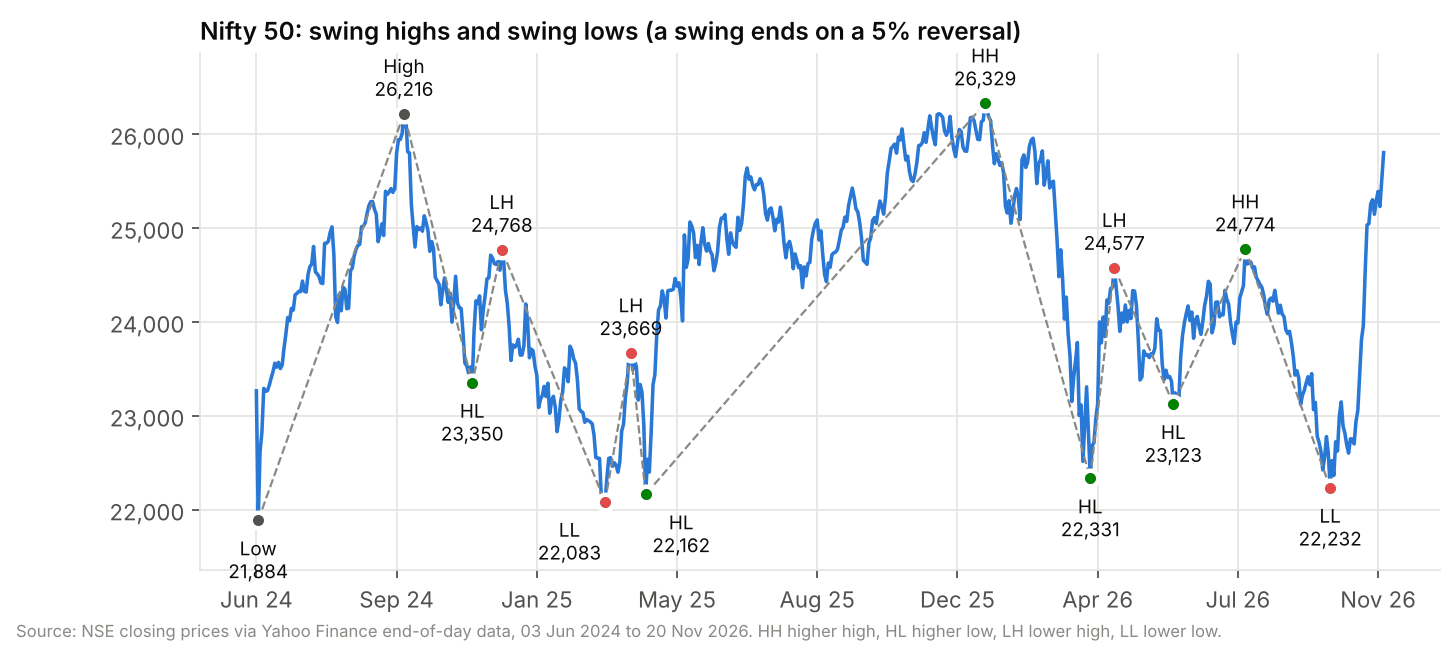 Nifty 50: swing highs and swing lows (a swing ends on a 5% reversal)
HH
26,329
High
26,216
26,000
LH
24,768
HH
24,774
LH
24,577
25,000
24,000
LH
23,669
23,000
HL
23,350
HL
23,123
22,000
LL
22,083
HL
22,162
HL
22,331
LL
22,232
Low
21,884
Jun 24 Sep 24 Jan 25 May 25 Aug 25 Dec 25 Apr 26 Jul 26 Nov 26
Source: NSE closing prices via Yahoo Finance end-of-day data, 03 Jun 2024 to 20 Nov 2026. HH higher high, HL higher low, LH lower high, LL lower low.